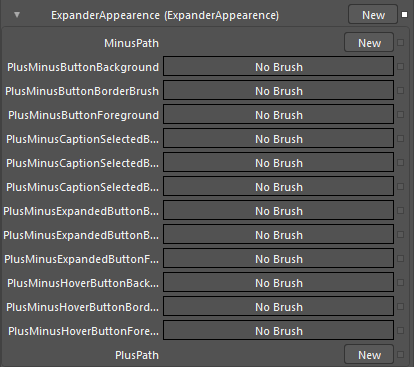 ExpanderAppearence (ExpanderAppearence) New
MinusPath New
PlusMinusButtonBackground No Brush
PlusMinusButtonBorderBrush No Brush
PlusMinusButtonForeground No Brush
PlusMinusCaptionSelectedB... No Brush
PlusMinusCaptionSelectedB... No Brush
PlusMinusCaptionSelectedB... No Brush
PlusMinusExpandedButtonB... No Brush
PlusMinusExpandedButtonB... No Brush
PlusMinusExpandedButtonF... No Brush
PlusMinusHoverButtonBack... No Brush
PlusMinusHoverButtonBord... No Brush
PlusMinusHoverButtonFore... No Brush
PlusPath New